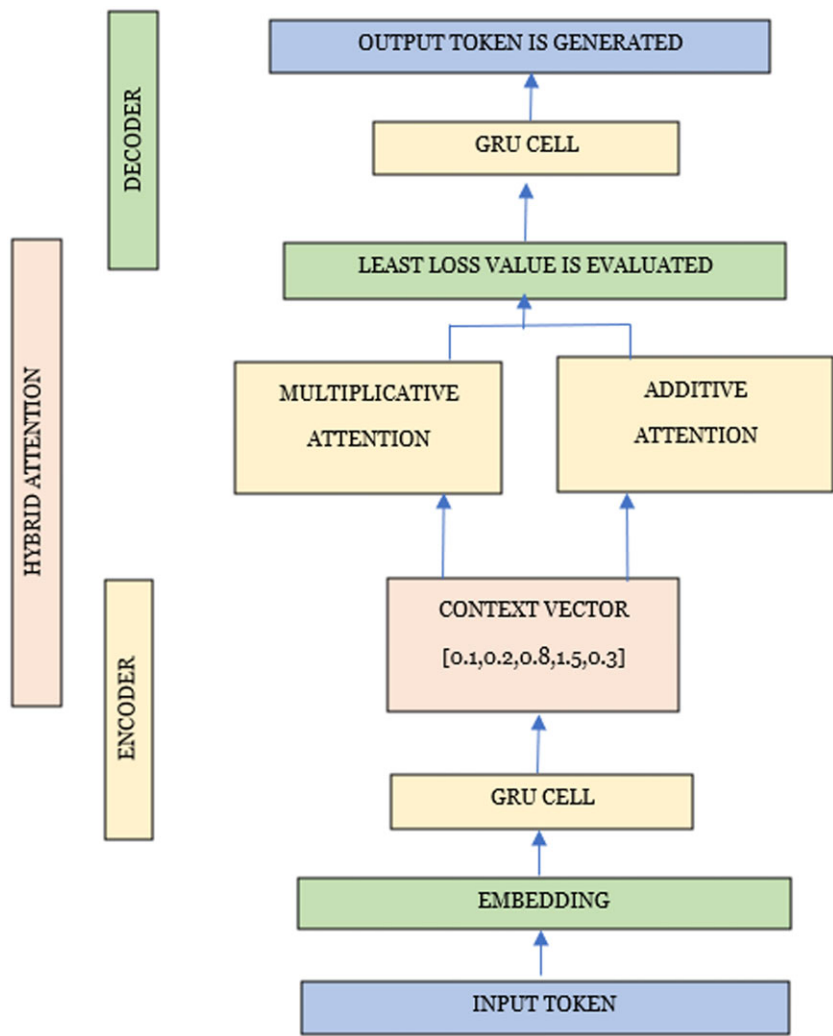 OUTPUT TOKEN IS GENERATED
GRU CELL
LEAST LOSS VALUE IS EVALUATED
MULTIPLICATIVE
ATTENTION
ADDITIVE
ATTENTION
CONTEXT VECTOR
[0.1,0.2,0.8,1.5,0.3]
GRU CELL
EMBEDDING
INPUT TOKEN
DECODER
HYBRID ATTENTION
ENCODER